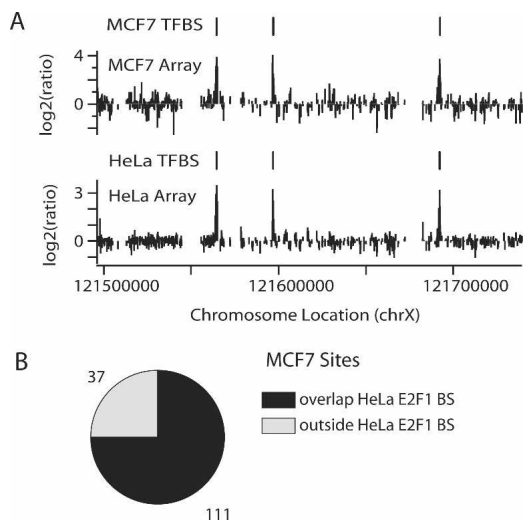 A
MCF7 TFBS
MCF7 Array
4
0
log2(ratio)
HeLa TFBS
HeLa Array
3
0
log2(ratio)
121500000 121600000 121700000
Chromosome Location (chrX)
B
MCF7 Sites
37
overlap HeLa E2F1 BS
outside HeLa E2F1 BS
111